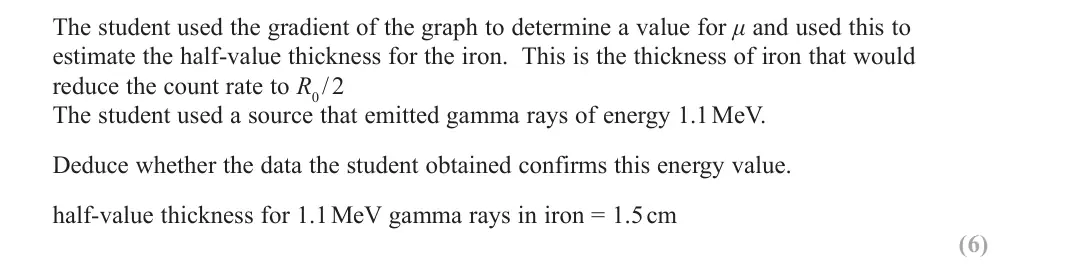 The student used the gradient of the graph to determine a value for μ and used this to
estimate the half-value thickness for the iron.  This is the thickness of iron that would
reduce the count rate to R₀/2
The student used a source that emitted gamma rays of energy 1.1 MeV.
Deduce whether the data the student obtained confirms this energy value.
half-value thickness for 1.1 MeV gamma rays in iron = 1.5 cm
(6)